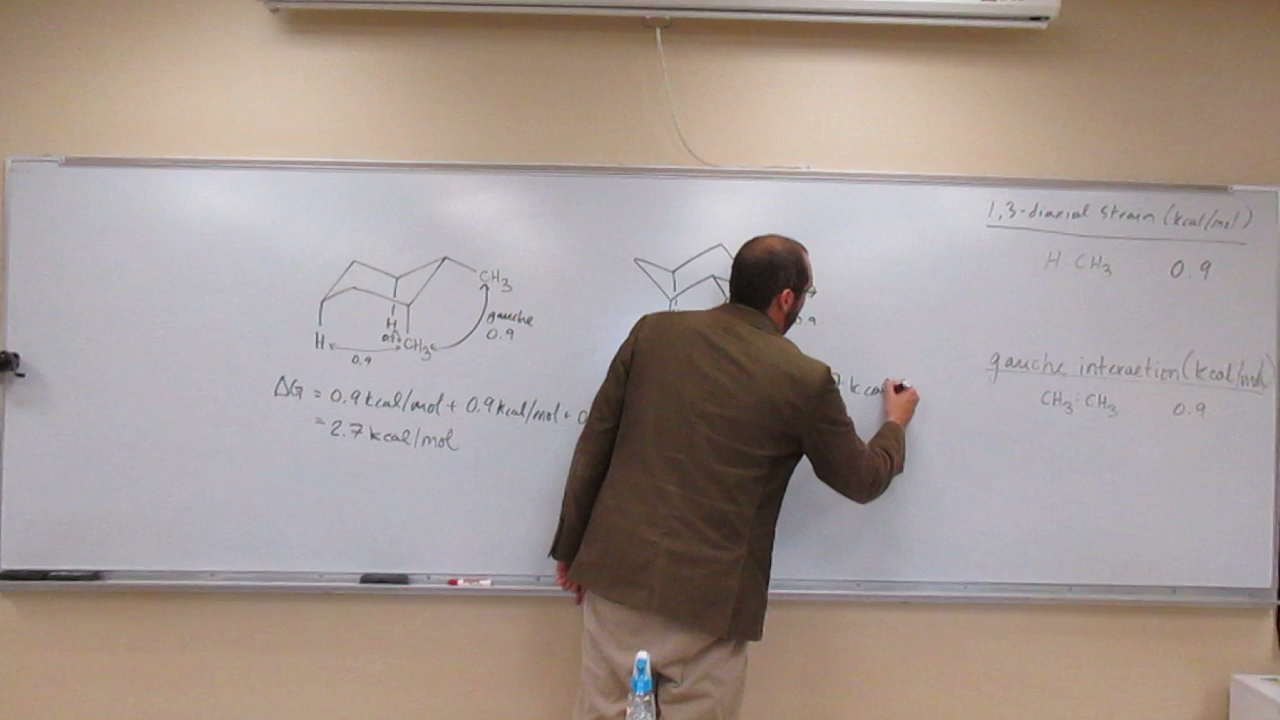 CH3
gauche
0.9
H
0.9
CH3
H
0.9
ΔG = 0.9 kcal/mol + 0.9 kcal/mol + 0
= 2.7 kcal/mol
0.9
kcal
1,3-diaxial strain (kcal/mol)
H CH3 0.9
gauche interaction (kcal/mol)
CH3:CH3 0.9